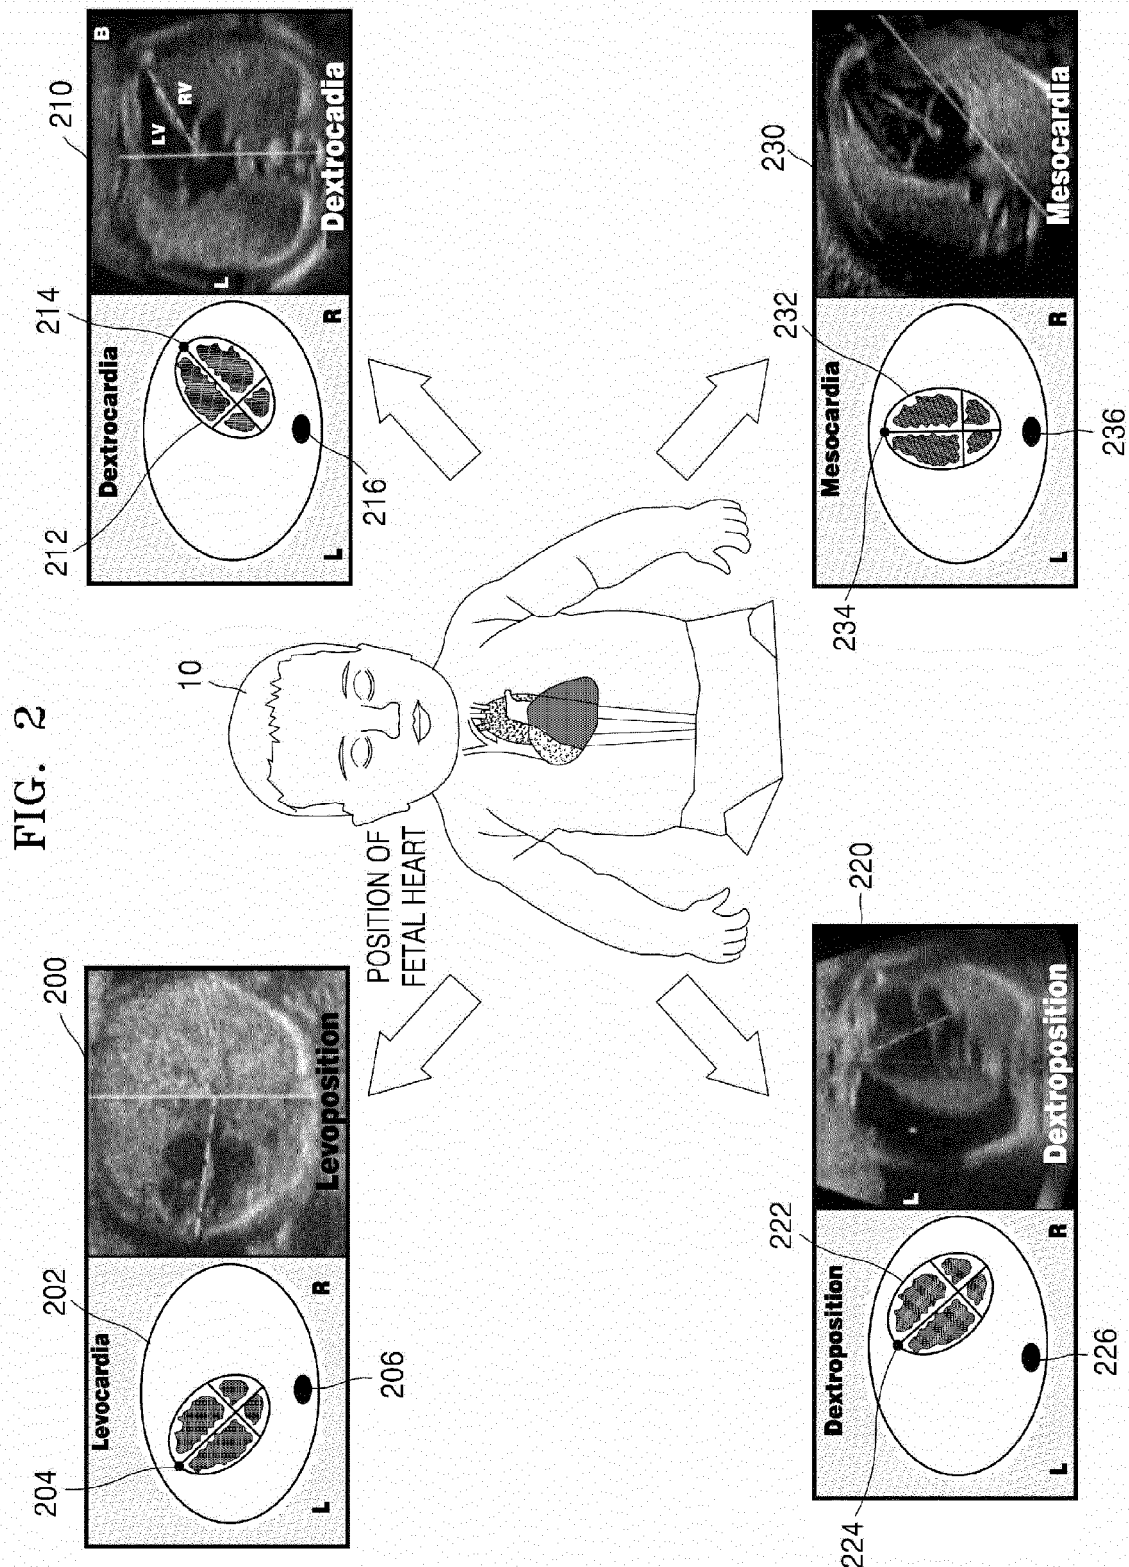 FIG. 2
200
202
Levocardia
204
206
L
R
Levoposition
210
212
Dextrocardia
214
216
L
R
B
LV
RV
L
Dextrocadia
10
POSITION OF
FETAL HEART
220
222
Dextroposition
224
226
L
R
L
Dextroposition
230
232
Mesocardia
234
236
L
R
Mesocardia